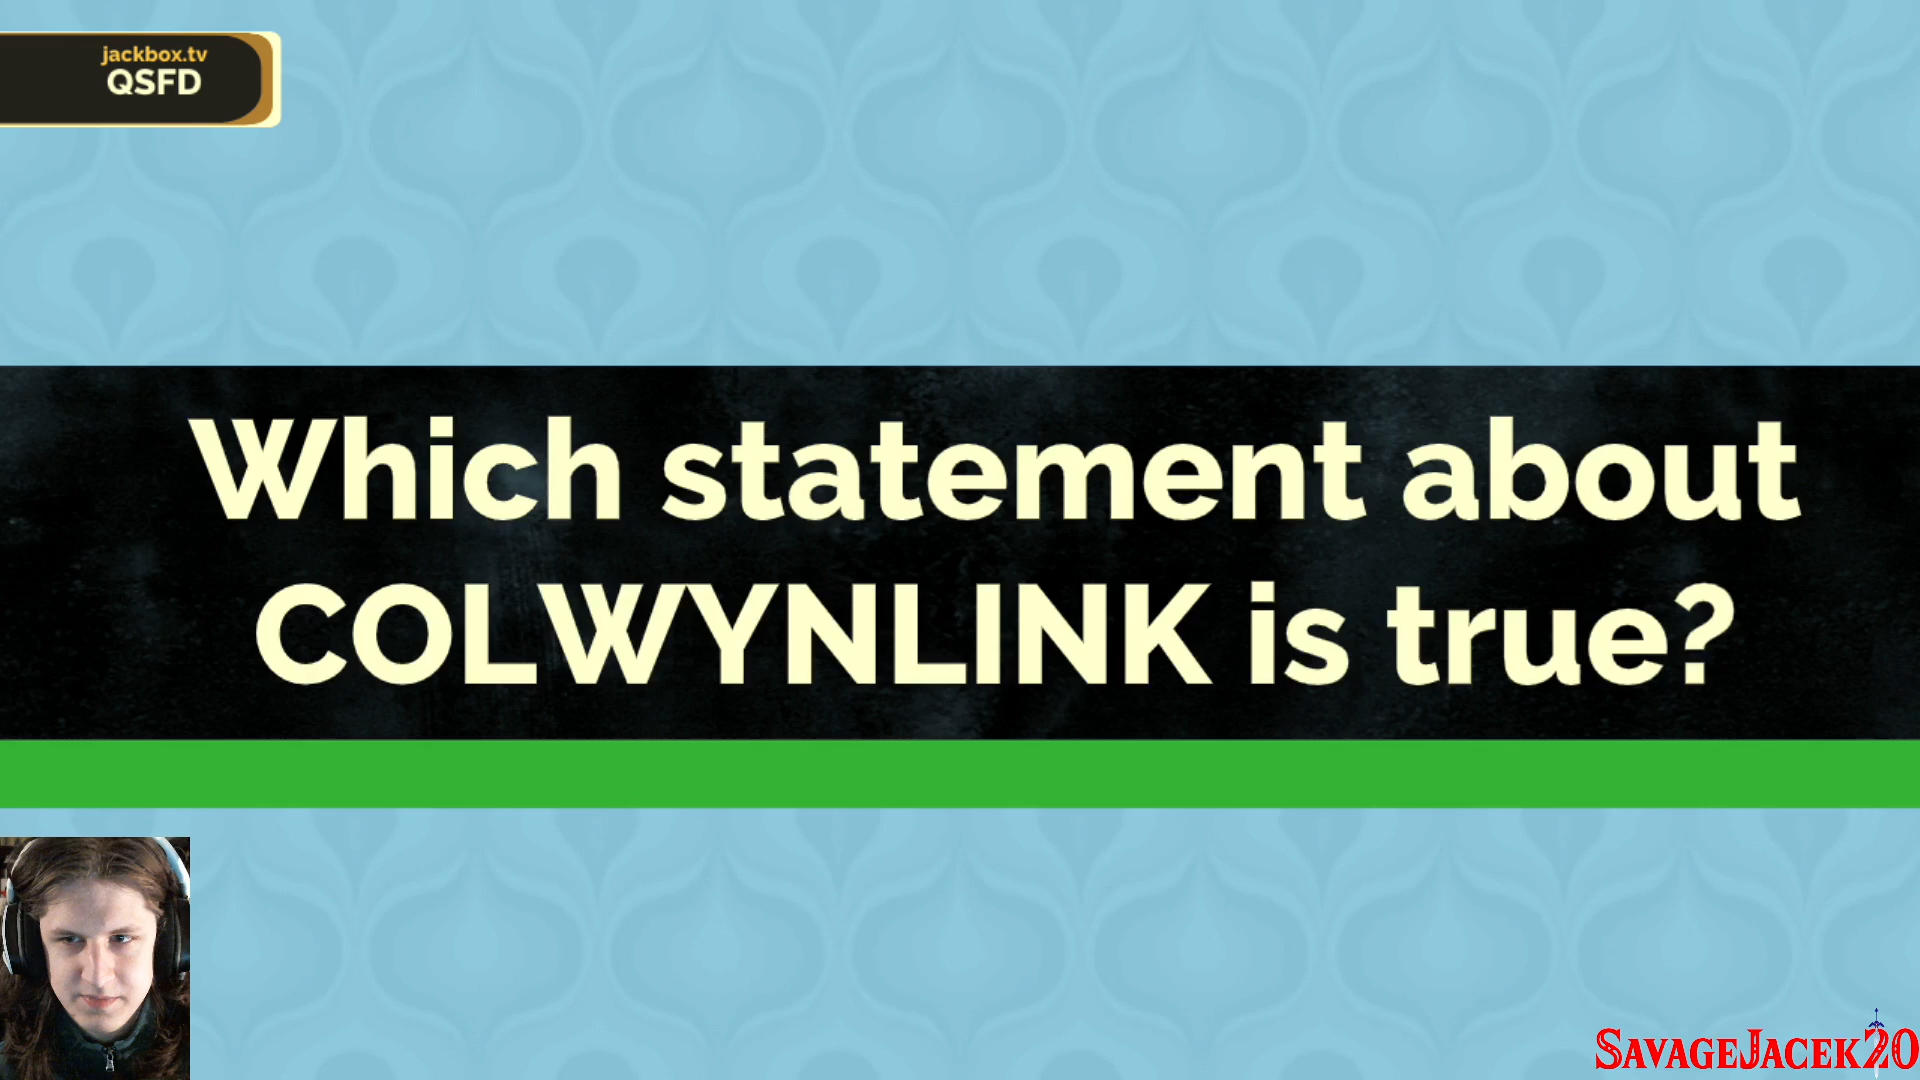 jackbox.tv
QSFD
Which statement about
COLWYNLINK is true?
SAVAGEJACEK20